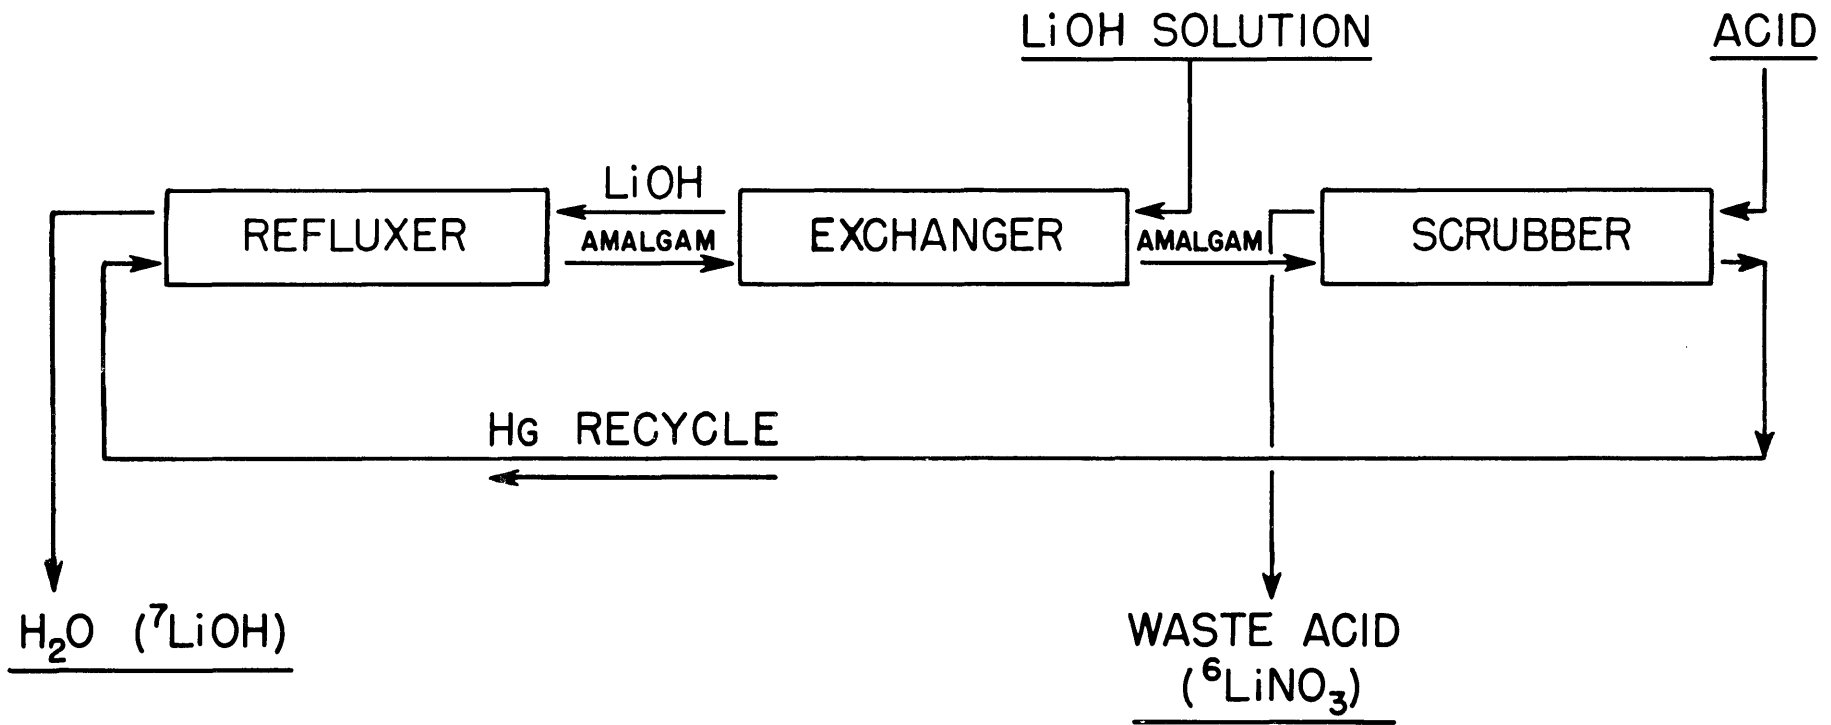 LiOH SOLUTION
ACID
LiOH
REFLUXER
AMALGAM
EXCHANGER
AMALGAM
SCRUBBER
HG RECYCLE
H₂O (⁷LiOH)
WASTE ACID
(⁶LiNO₃)